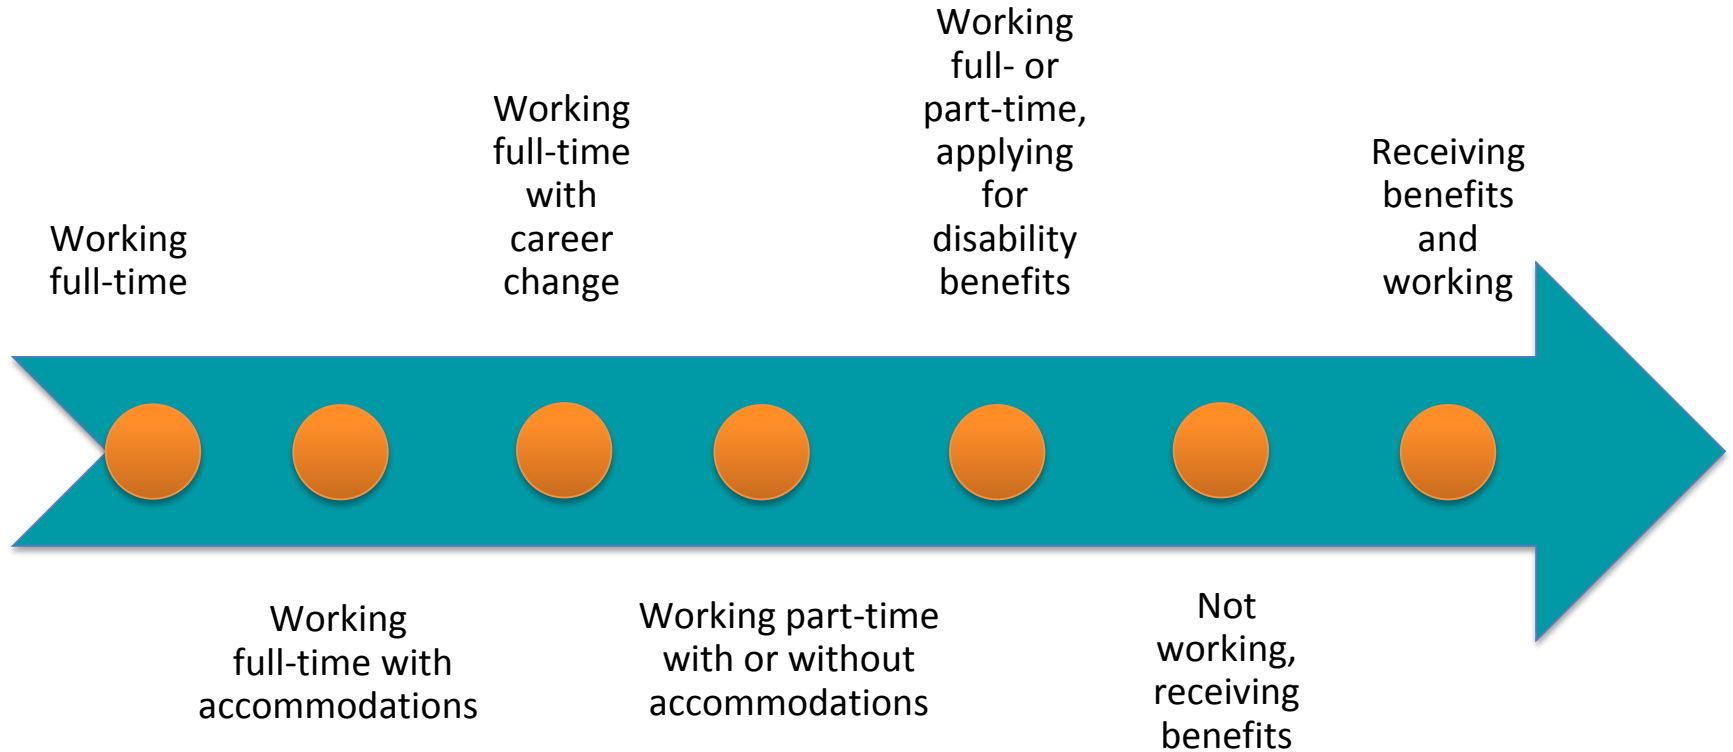 Working
full-time
Working
full-time with
accommodations
Working
full-time
with
career
change
Working part-time
with or without
accommodations
Working
full- or
part-time,
applying
for
disability
benefits
Not
working,
receiving
benefits
Receiving
benefits
and
working